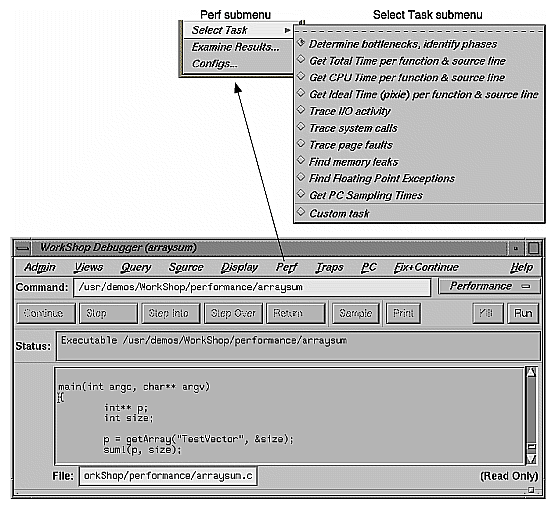 Perf submenu
Select Task submenu
Select Task
Examine Results...
Configs...
Determine bottlenecks, identify phases
Get Total Time per function & source line
Get CPU Time per function & source line
Get Ideal Time (pixie) per function & source line
Trace I/O activity
Trace system calls
Trace page faults
Find memory leaks
Find Floating Point Exceptions
Get PC Sampling Times
Custom task
WorkShop Debugger (arraysum)
Admin Views Query Source Display Perf Traps PC Fix+Continue Help
Command: /usr/demos/WorkShop/performance/arraysum Performance
Continue Stop Step Into Step Over Return Sample Print Kill Run
Status: Executable /usr/demos/WorkShop/performance/arraysum
main(int argc, char** argv)
{
int** p;
int size;
p = getArray("TestVector", &size);
sum1(p, size);
File: orkShop/performance/arraysum.c (Read Only)